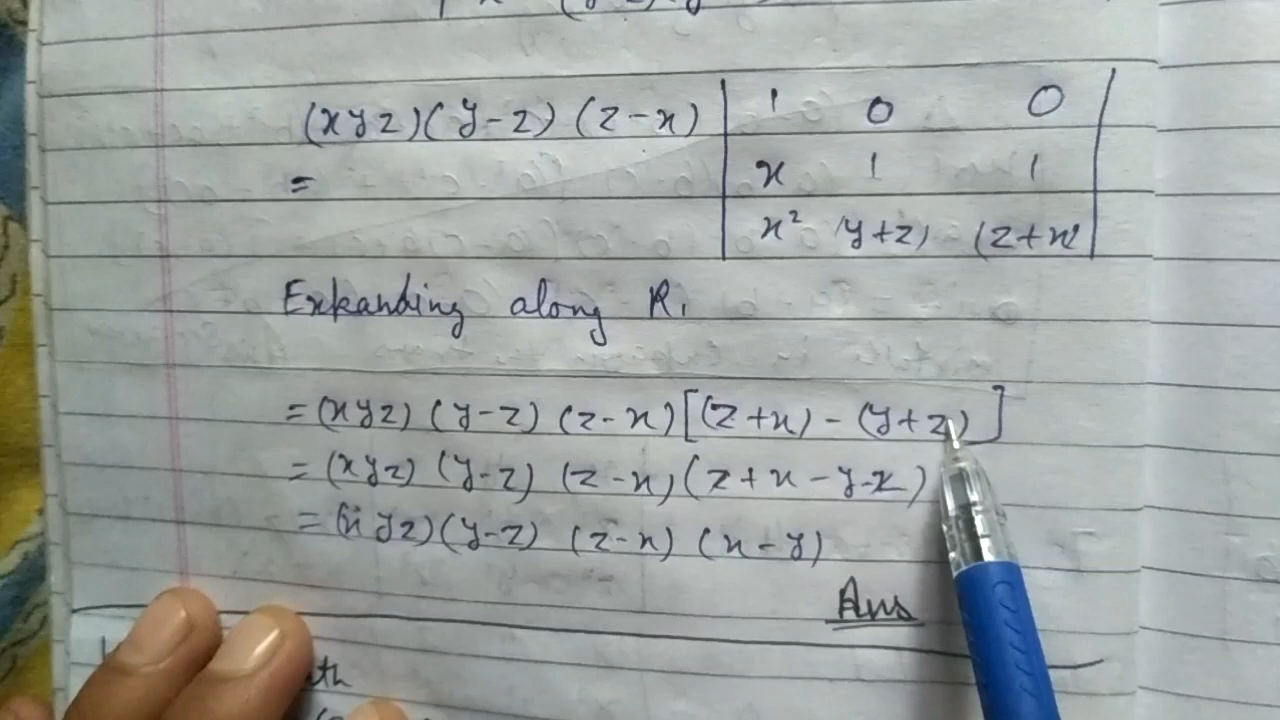 (xyz)(y-z)(z-x) | 1 0 0 |
= | x 1 1 |
| x² (y+z) (z+x) |
Expanding along R₁
= (xyz) (y-z) (z-x) [(z+x) - (y+z)]
= (xyz) (y-z) (z-x) (z+x-y-z)
= (xyz) (y-z) (z-x) (x-y)
Ans